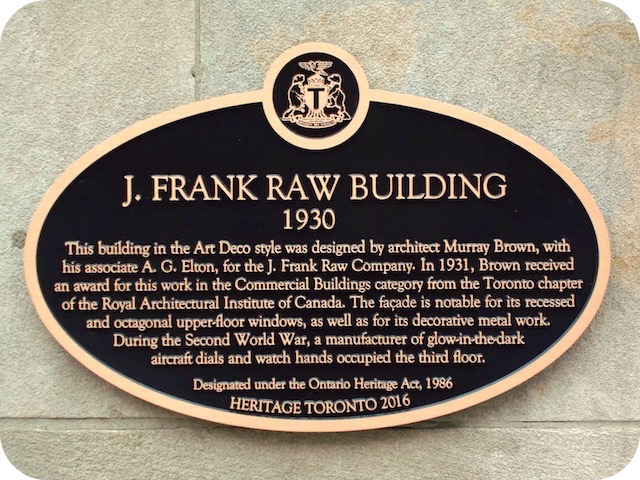 T
J. FRANK RAW BUILDING
1930
This building in the Art Deco style was designed by architect Murray Brown, with
his associate A. G. Elton, for the J. Frank Raw Company. In 1931, Brown received
an award for this work in the Commercial Buildings category from the Toronto chapter
of the Royal Architectural Institute of Canada. The façade is notable for its recessed
and octagonal upper-floor windows, as well as for its decorative metal work.
During the Second World War, a manufacturer of glow-in-the-dark
aircraft dials and watch hands occupied the third floor.
Designated under the Ontario Heritage Act, 1986
HERITAGE TORONTO 2016